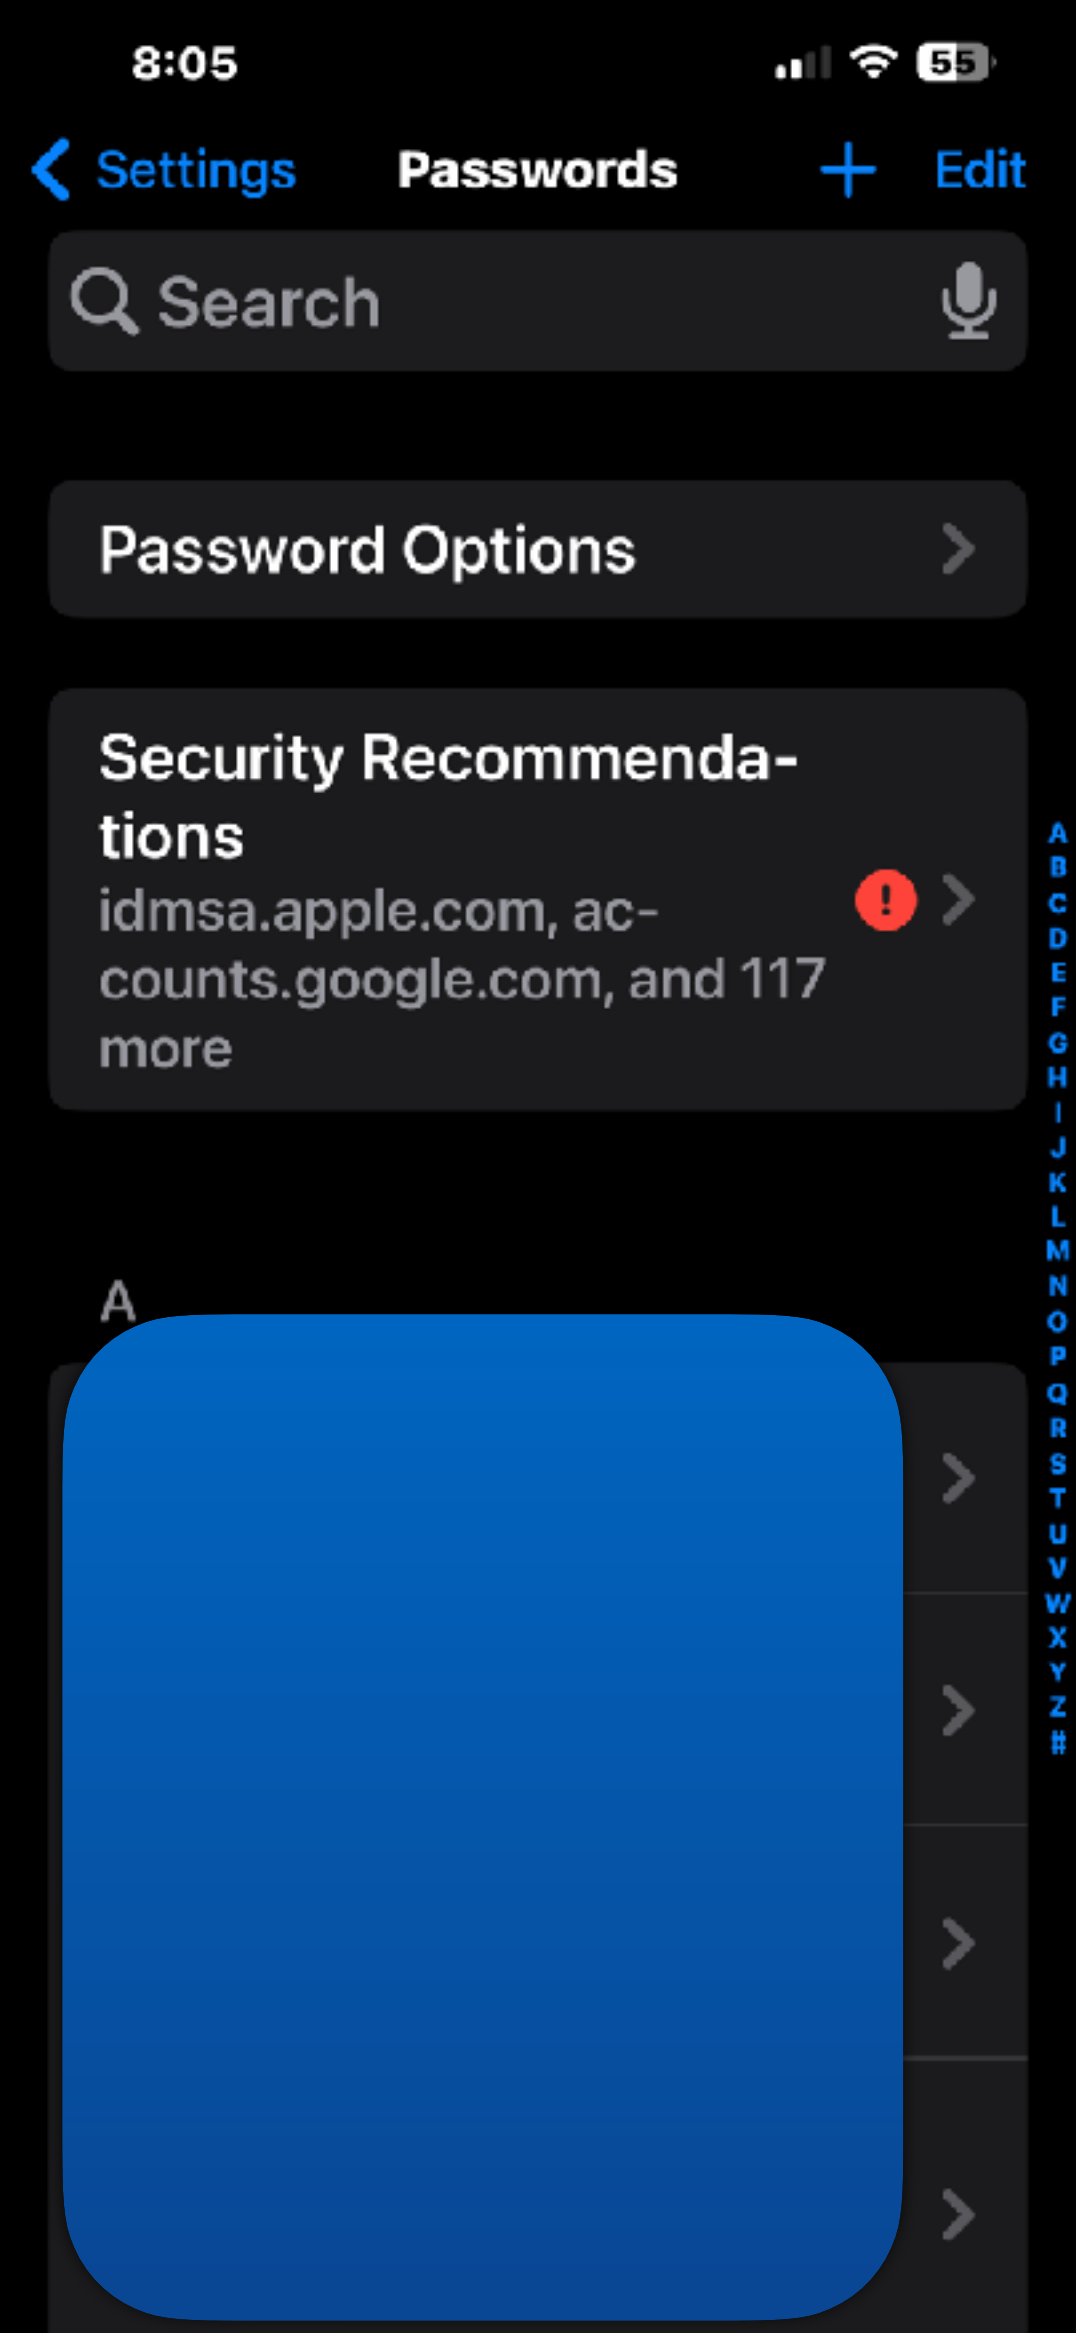 8:05
55
Settings
Passwords
Edit
Search
Password Options
Security Recommenda-
tions
idmsa.apple.com, ac-
counts.google.com, and 117
more
A
A
B
C
D
E
F
G
H
I
J
K
L
M
N
O
P
Q
R
S
T
U
V
W
X
Y
Z
#